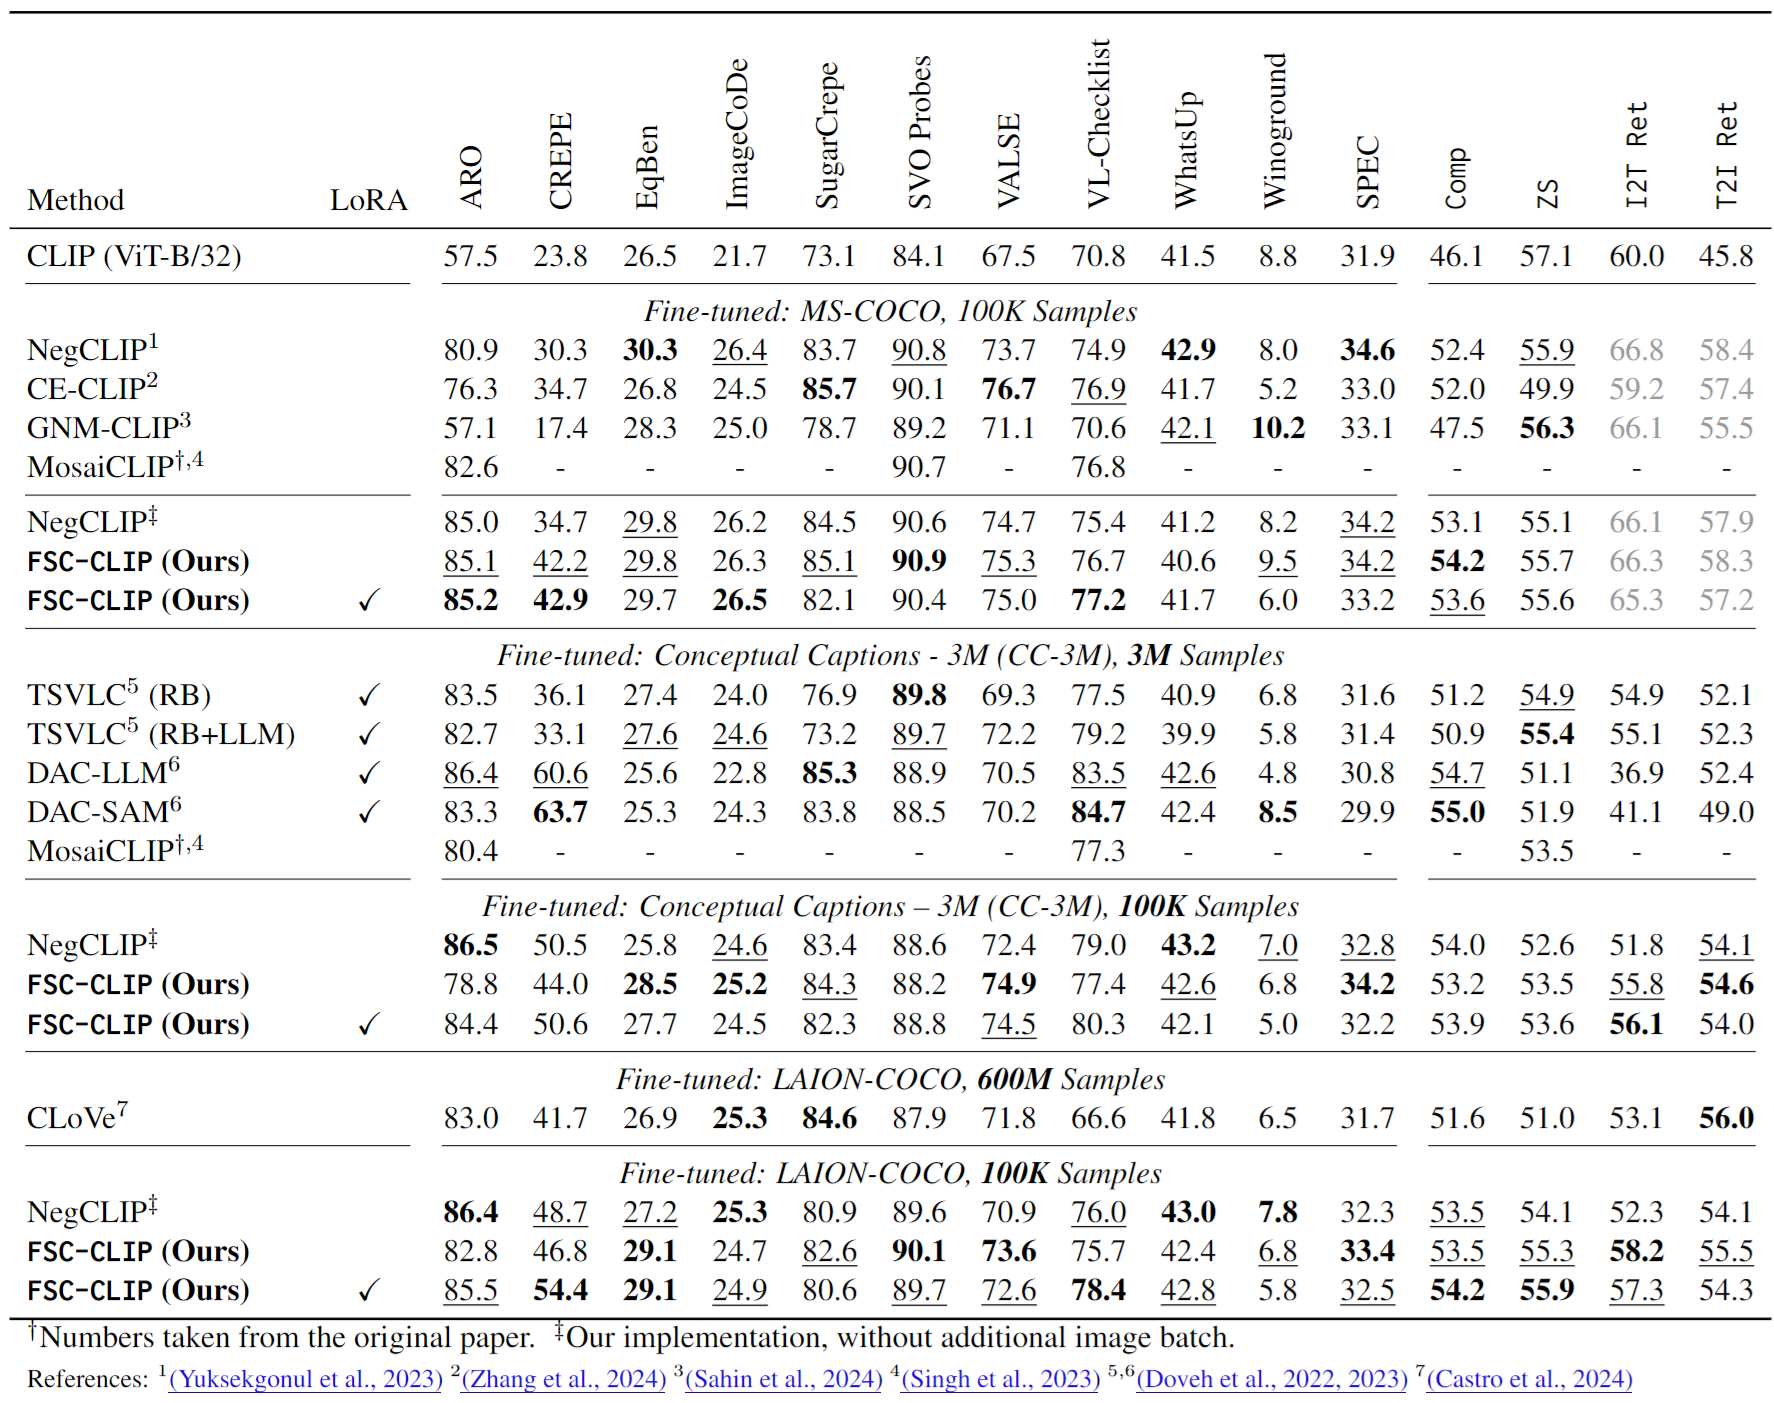 Method LoRA ARO CREPE EqBen ImageCoDe SugarCrepe SVO Probes VALSE VL-Checklist WhatsUp Winoground SPEC Comp ZS I2T Ret T2I Ret
CLIP (ViT-B/32) 57.5 23.8 26.5 21.7 73.1 84.1 67.5 70.8 41.5 8.8 31.9 46.1 57.1 60.0 45.8
Fine-tuned: MS-COCO, 100K Samples
NegCLIP1 80.9 30.3 30.3 26.4 83.7 90.8 73.7 74.9 42.9 8.0 34.6 52.4 55.9 66.8 58.4
CE-CLIP2 76.3 34.7 26.8 24.5 85.7 90.1 76.7 76.9 41.7 5.2 33.0 52.0 49.9 59.2 57.4
GNM-CLIP3 57.1 17.4 28.3 25.0 78.7 89.2 71.1 70.6 42.1 10.2 33.1 47.5 56.3 66.1 55.5
MosaiCLIP†,4 82.6 - - - - 90.7 - 76.8 - - - - - - -
NegCLIP‡ 85.0 34.7 29.8 26.2 84.5 90.6 74.7 75.4 41.2 8.2 34.2 53.1 55.1 66.1 57.9
FSC-CLIP (Ours) 85.1 42.2 29.8 26.3 85.1 90.9 75.3 76.7 40.6 9.5 34.2 54.2 55.7 66.3 58.3
FSC-CLIP (Ours) ✓ 85.2 42.9 29.7 26.5 82.1 90.4 75.0 77.2 41.7 6.0 33.2 53.6 55.6 65.3 57.2
Fine-tuned: Conceptual Captions - 3M (CC-3M), 3M Samples
TSVLC5 (RB) ✓ 83.5 36.1 27.4 24.0 76.9 89.8 69.3 77.5 40.9 6.8 31.6 51.2 54.9 54.9 52.1
TSVLC5 (RB+LLM) ✓ 82.7 33.1 27.6 24.6 73.2 89.7 72.2 79.2 39.9 5.8 31.4 50.9 55.4 55.1 52.3
DAC-LLM6 ✓ 86.4 60.6 25.6 22.8 85.3 88.9 70.5 83.5 42.6 4.8 30.8 54.7 51.1 36.9 52.4
DAC-SAM6 ✓ 83.3 63.7 25.3 24.3 83.8 88.5 70.2 84.7 42.4 8.5 29.9 55.0 51.9 41.1 49.0
MosaiCLIP†,4 80.4 - - - - - - 77.3 - - - - 53.5 - -
Fine-tuned: Conceptual Captions – 3M (CC-3M), 100K Samples
NegCLIP‡ 86.5 50.5 25.8 24.6 83.4 88.6 72.4 79.0 43.2 7.0 32.8 54.0 52.6 51.8 54.1
FSC-CLIP (Ours) 78.8 44.0 28.5 25.2 84.3 88.2 74.9 77.4 42.6 6.8 34.2 53.2 53.5 55.8 54.6
FSC-CLIP (Ours) ✓ 84.4 50.6 27.7 24.5 82.3 88.8 74.5 80.3 42.1 5.0 32.2 53.9 53.6 56.1 54.0
Fine-tuned: LAION-COCO, 600M Samples
CLoVe7 83.0 41.7 26.9 25.3 84.6 87.9 71.8 66.6 41.8 6.5 31.7 51.6 51.0 53.1 56.0
Fine-tuned: LAION-COCO, 100K Samples
NegCLIP‡ 86.4 48.7 27.2 25.3 80.9 89.6 70.9 76.0 43.0 7.8 32.3 53.5 54.1 52.3 54.1
FSC-CLIP (Ours) 82.8 46.8 29.1 24.7 82.6 90.1 73.6 75.7 42.4 6.8 33.4 53.5 55.3 58.2 55.5
FSC-CLIP (Ours) ✓ 85.5 54.4 29.1 24.9 80.6 89.7 72.6 78.4 42.8 5.8 32.5 54.2 55.9 57.3 54.3
†Numbers taken from the original paper. ‡Our implementation, without additional image batch.
References: 1(Yuksekgonul et al., 2023) 2(Zhang et al., 2024) 3(Sahin et al., 2024) 4(Singh et al., 2023) 5,6(Doveh et al., 2022, 2023) 7(Castro et al., 2024)